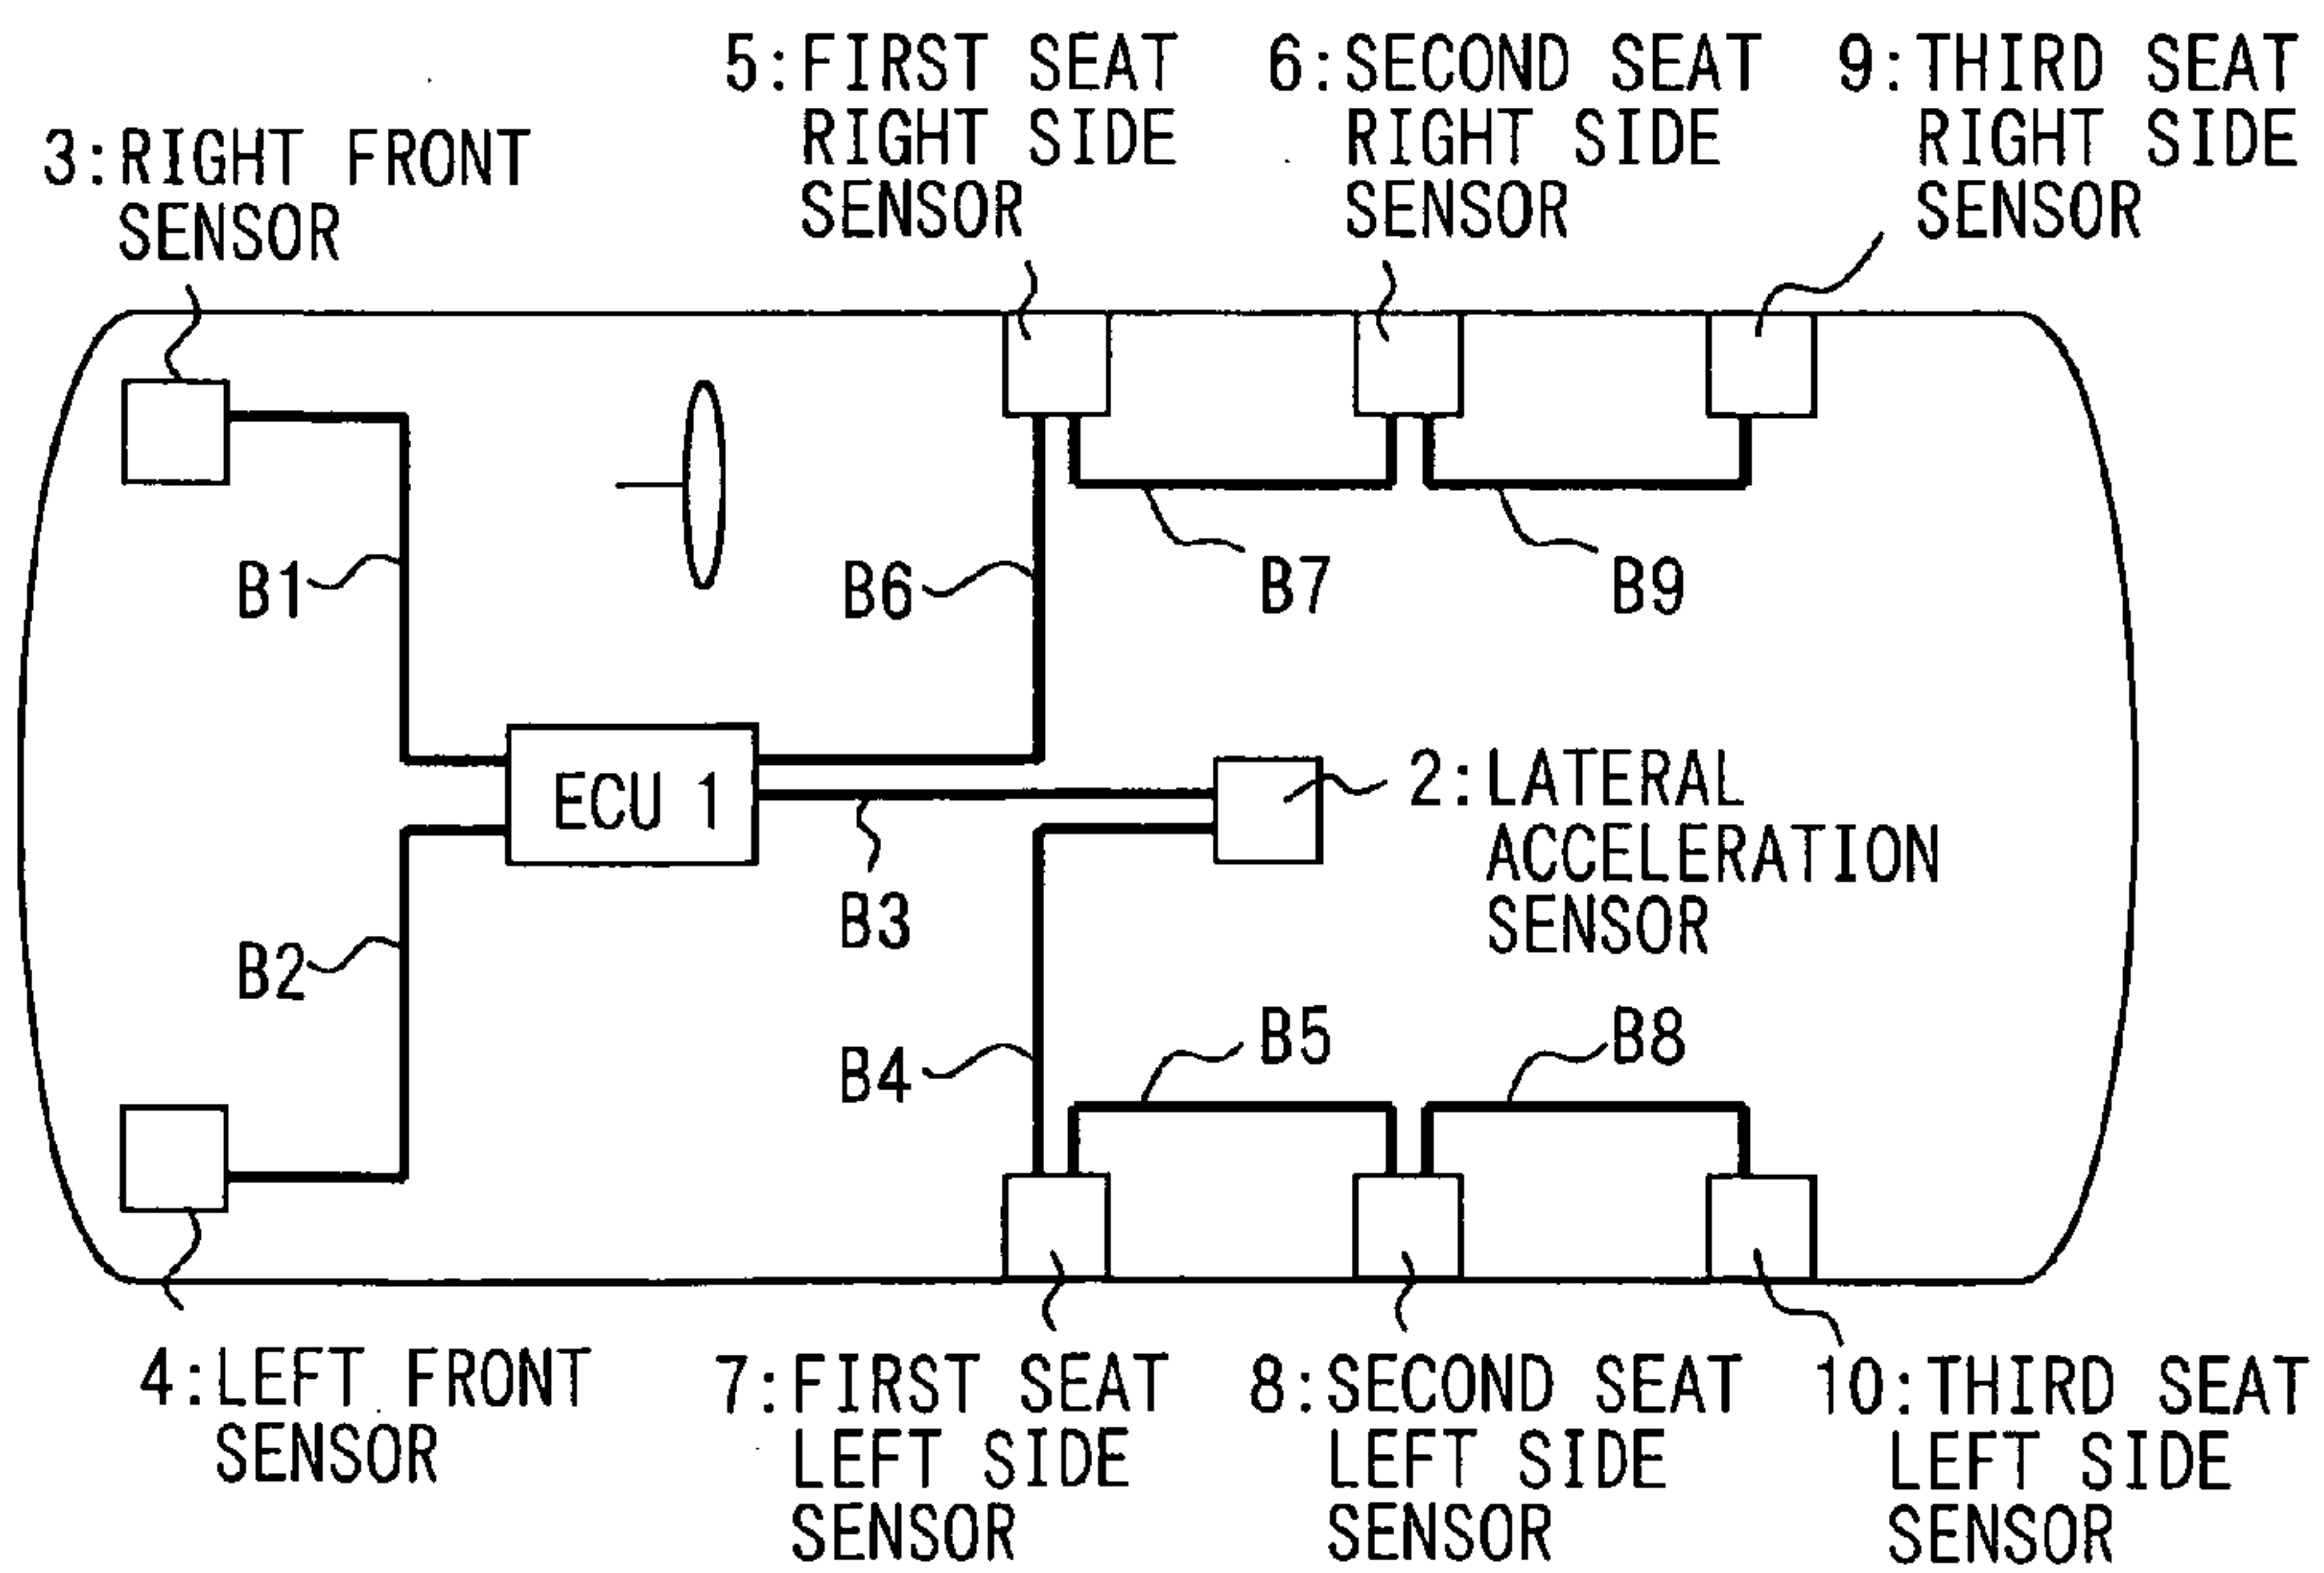 5:FIRST SEAT
RIGHT SIDE
SENSOR
6:SECOND SEAT
RIGHT SIDE
SENSOR
9:THIRD SEAT
RIGHT SIDE
SENSOR
3:RIGHT FRONT
SENSOR
B1
B6
B7
B9
ECU 1
2:LATERAL
ACCELERATION
SENSOR
B3
B2
B4
B5
B8
4:LEFT FRONT
SENSOR
7:FIRST SEAT
LEFT SIDE
SENSOR
8:SECOND SEAT
LEFT SIDE
SENSOR
10:THIRD SEAT
LEFT SIDE
SENSOR